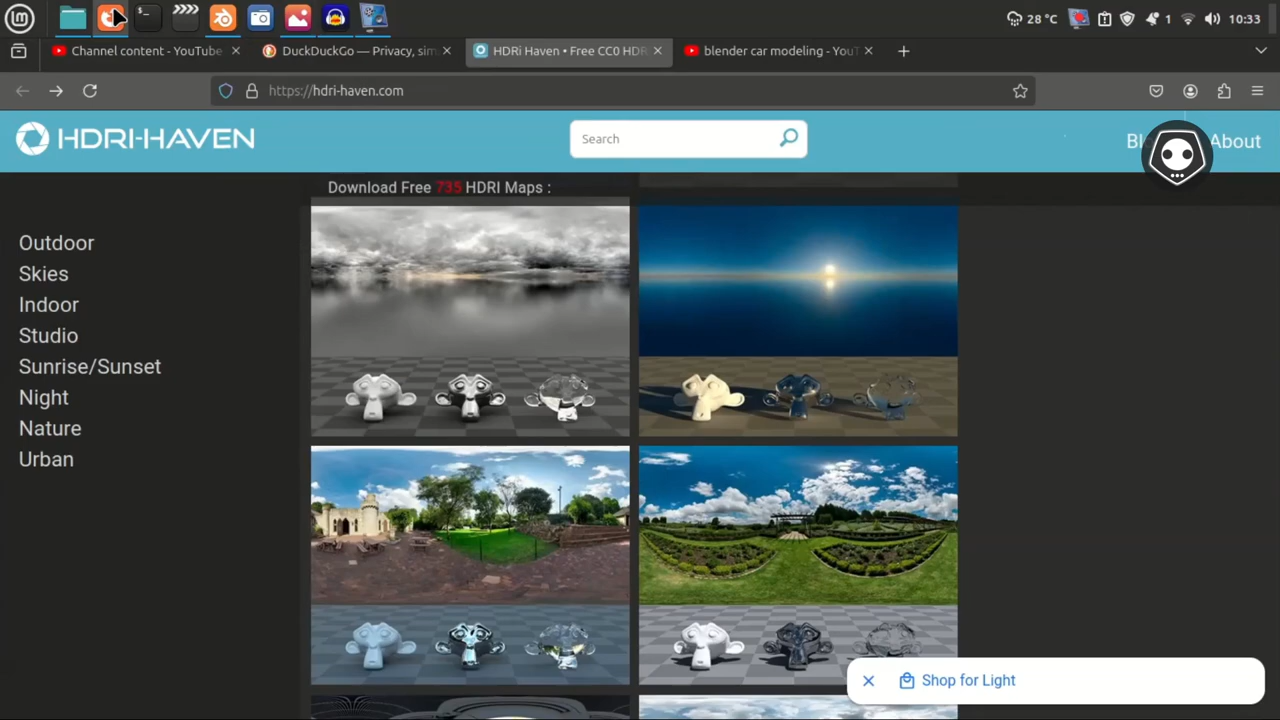 28 °C
1
10:33
Channel content - YouTube
DuckDuckGo — Privacy, sim
HDRi Haven • Free CC0 HDR
blender car modeling - YouT
https://hdri-haven.com
HDRI-HAVEN
Search
About
Download Free 735 HDRI Maps :
Outdoor
Skies
Indoor
Studio
Sunrise/Sunset
Night
Nature
Urban
Shop for Light